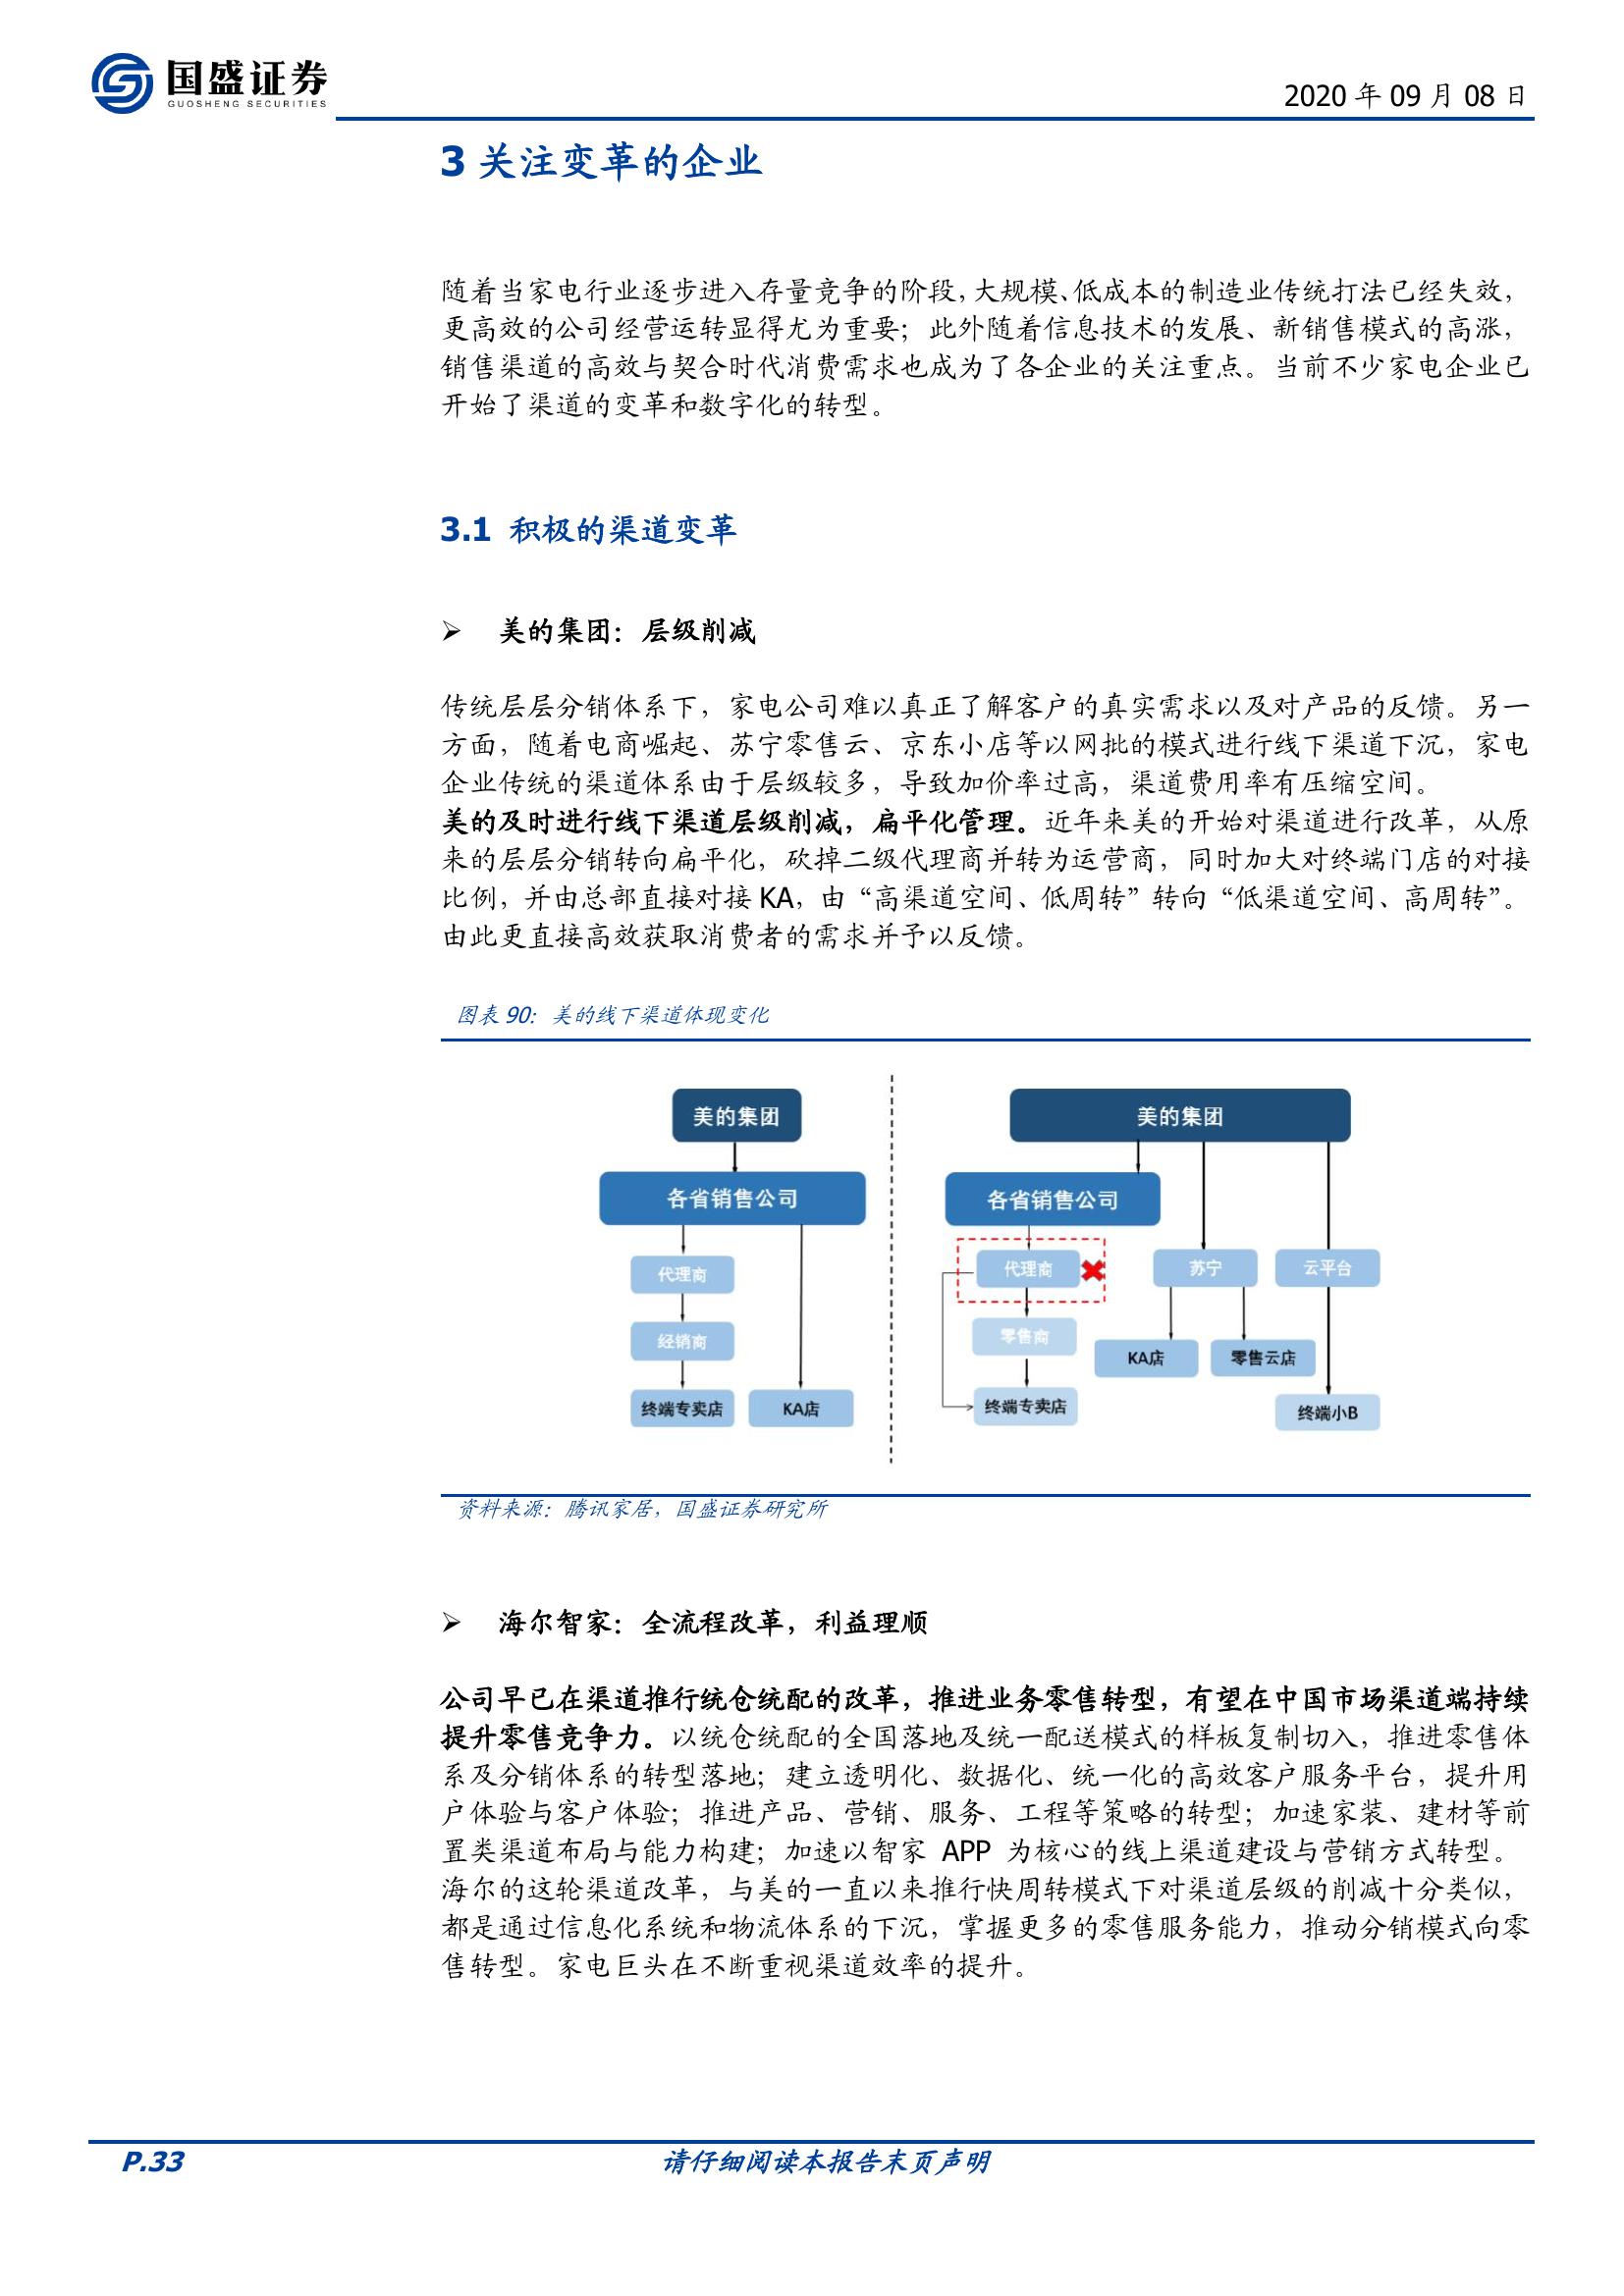 国盛证券
GUOSHENG SECURITIES
2020 年 09 月 08 日
3 关注变革的企业
随着当家电行业逐步进入存量竞争的阶段，大规模、低成本的制造业传统打法已经失效，
更高效的公司经营运转显得尤为重要；此外随着信息技术的发展、新销售模式的高涨，
销售渠道的高效与契合时代消费需求也成为了各企业的关注重点。当前不少家电企业已
开始了渠道的变革和数字化的转型。
3.1 积极的渠道变革
➢ 美的集团：层级削减
传统层层分销体系下，家电公司难以真正了解客户的真实需求以及对产品的反馈。另一
方面，随着电商崛起、苏宁零售云、京东小店等以网批的模式进行线下渠道下沉，家电
企业传统的渠道体系由于层级较多，导致加价率过高，渠道费用率有压缩空间。
美的及时进行线下渠道层级削减，扁平化管理。近年来美的开始对渠道进行改革，从原
来的层层分销转向扁平化，砍掉二级代理商并转为运营商，同时加大对终端门店的对接
比例，并由总部直接对接 KA，由“高渠道空间、低周转”转向“低渠道空间、高周转”。
由此更直接高效获取消费者的需求并予以反馈。
图表 90：美的线下渠道体现变化
美的集团
各省销售公司
代理商
经销商
终端专卖店
KA店
美的集团
各省销售公司
代理商
零售商
终端专卖店
苏宁
KA店
零售云店
云平台
终端小B
资料来源：腾讯家居，国盛证券研究所
➢ 海尔智家：全流程改革，利益理顺
公司早已在渠道推行统仓统配的改革，推进业务零售转型，有望在中国市场渠道端持续
提升零售竞争力。以统仓统配的全国落地及统一配送模式的样板复制切入，推进零售体
系及分销体系的转型落地；建立透明化、数据化、统一化的高效客户服务平台，提升用
户体验与客户体验；推进产品、营销、服务、工程等策略的转型；加速家装、建材等前
置类渠道布局与能力构建；加速以智家 APP 为核心的线上渠道建设与营销方式转型。
海尔的这轮渠道改革，与美的一直以来推行快周转模式下对渠道层级的削减十分类似，
都是通过信息化系统和物流体系的下沉，掌握更多的零售服务能力，推动分销模式向零
售转型。家电巨头在不断重视渠道效率的提升。
P.33
请仔细阅读本报告末页声明